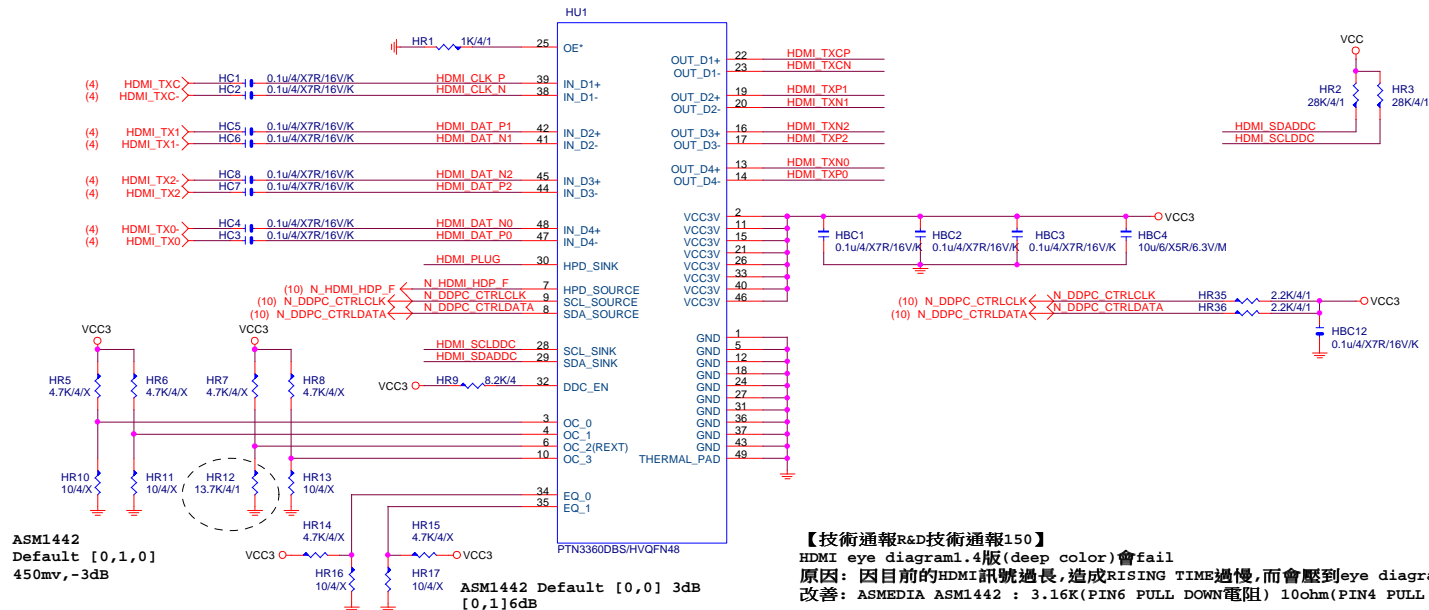 HU1
HR1 1K/4/1 25 OE*
(4) HDMI_TXC HC1 0.1u/4/X7R/16V/K HDMI_CLK_P 39 IN_D1+
(4) HDMI_TXC- HC2 0.1u/4/X7R/16V/K HDMI_CLK_N 38 IN_D1-
(4) HDMI_TX1 HC5 0.1u/4/X7R/16V/K HDMI_DAT_P1 42 IN_D2+
(4) HDMI_TX1- HC6 0.1u/4/X7R/16V/K HDMI_DAT_N1 41 IN_D2-
(4) HDMI_TX2- HC8 0.1u/4/X7R/16V/K HDMI_DAT_N2 45 IN_D3+
(4) HDMI_TX2 HC7 0.1u/4/X7R/16V/K HDMI_DAT_P2 44 IN_D3-
(4) HDMI_TX0- HC4 0.1u/4/X7R/16V/K HDMI_DAT_N0 48 IN_D4+
(4) HDMI_TX0 HC3 0.1u/4/X7R/16V/K HDMI_DAT_P0 47 IN_D4-
HDMI_PLUG 30 HPD_SINK
(10) N_HDMI_HDP_F N_HDMI_HDP_F 7 HPD_SOURCE
(10) N_DDPC_CTRLCLK N_DDPC_CTRLCLK 9 SCL_SOURCE
(10) N_DDPC_CTRLDATA N_DDPC_CTRLDATA 8 SDA_SOURCE
HDMI_SCLDDC 28 SCL_SINK
HDMI_SDADDC 29 SDA_SINK
VCC3 HR9 8.2K/4 32 DDC_EN
VCC3 VCC3
HR5 4.7K/4/X
HR6 4.7K/4/X
HR7 4.7K/4/X
HR8 4.7K/4/X
3 OC_0
4 OC_1
6 OC_2(REXT)
10 OC_3
HR10 10/4/X
HR11 10/4/X
HR12 13.7K/4/1
HR13 10/4/X
34 EQ_0
35 EQ_1
VCC3 HR14 4.7K/4/X
HR15 4.7K/4/X VCC3
HR16 10/4/X
HR17 10/4/X
PTN3360DBS/HVQFN48
ASM1442
Default [0,1,0]
450mv,-3dB
ASM1442 Default [0,0] 3dB
[0,1]6dB
OUT_D1+ 22 HDMI_TXCP
OUT_D1- 23 HDMI_TXCN
OUT_D2+ 19 HDMI_TXP1
OUT_D2- 20 HDMI_TXN1
OUT_D3+ 16 HDMI_TXN2
OUT_D3- 17 HDMI_TXP2
OUT_D4+ 13 HDMI_TXN0
OUT_D4- 14 HDMI_TXP0
VCC3V 2
VCC3V 11
VCC3V 15
VCC3V 21
VCC3V 26
VCC3V 33
VCC3V 40
VCC3V 46
VCC3
HBC1 0.1u/4/X7R/16V/K
HBC2 0.1u/4/X7R/16V/K
HBC3 0.1u/4/X7R/16V/K
HBC4 10u/6/X5R/6.3V/M
GND 1
GND 5
GND 12
GND 18
GND 24
GND 27
GND 31
GND 36
GND 37
GND 43
THERMAL_PAD 49
VCC
HR2 28K/4/1
HR3 28K/4/1
HDMI_SDADDC
HDMI_SCLDDC
(10) N_DDPC_CTRLCLK N_DDPC_CTRLCLK HR35 2.2K/4/1 VCC3
(10) N_DDPC_CTRLDATA N_DDPC_CTRLDATA HR36 2.2K/4/1
HBC12 0.1u/4/X7R/16V/K
【技術通報R&D技術通報150】
HDMI eye diagram1.4版(deep color)會fail
原因: 因目前的HDMI訊號過長,造成RISING TIME過慢,而會壓到eye diagra
改善: ASMEDIA ASM1442 : 3.16K(PIN6 PULL DOWN電阻) 10ohm(PIN4 PULL